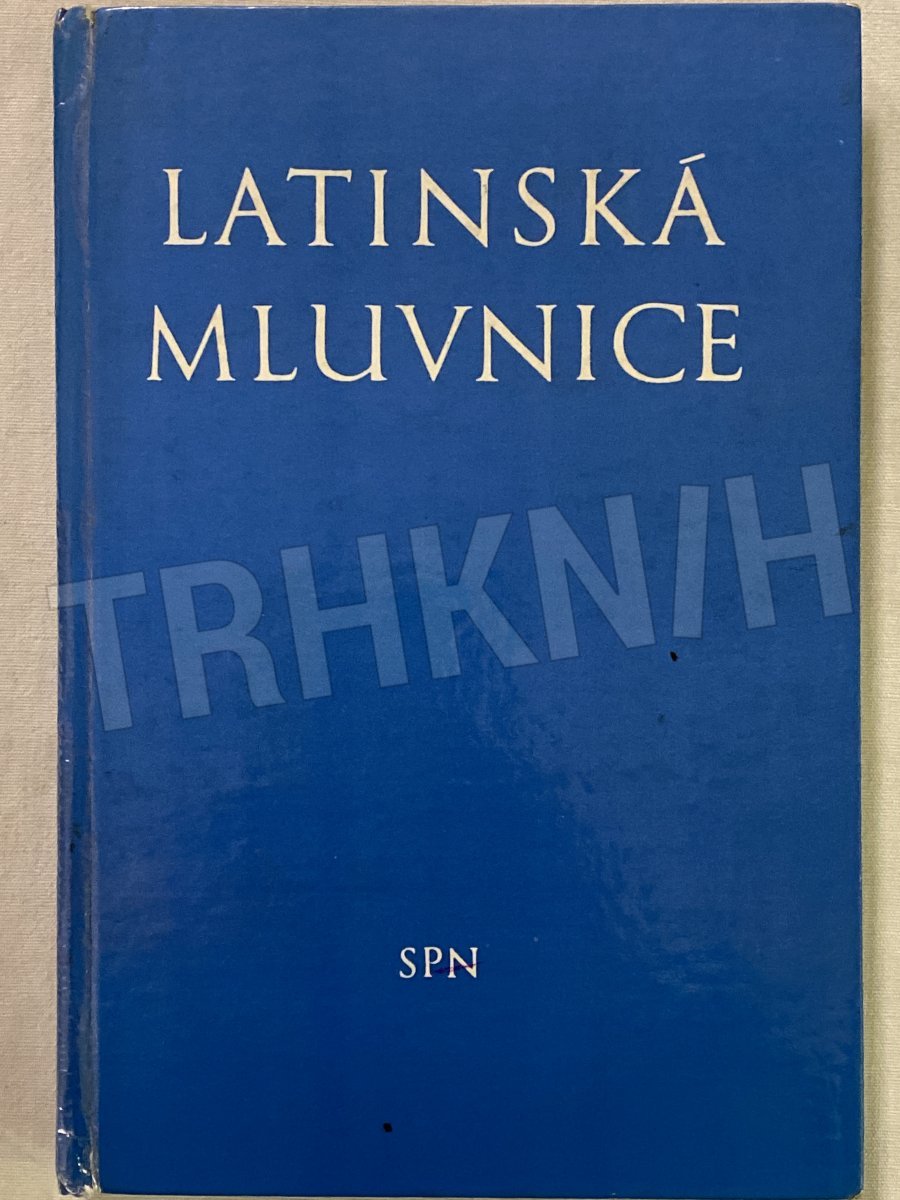 LATINSKÁ
MLUVNICE
TRHKNIH
SPN